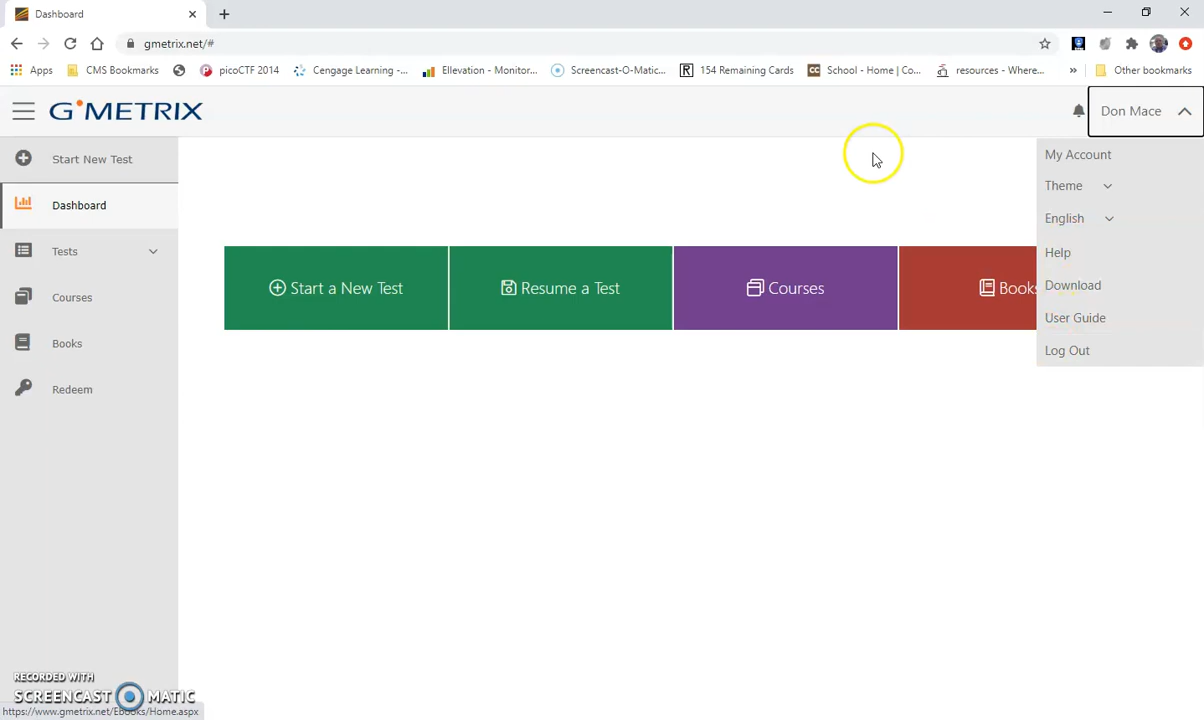 Dashboard
gmetrix.net/#
Apps
CMS Bookmarks
picoCTF 2014
Cengage Learning -...
Ellevation - Monitor...
Screencast-O-Matic...
R
154 Remaining Cards
CC
School - Home | Co...
resources - Where...
»
Other bookmarks
GMETRIX
Don Mace
Start New Test
Dashboard
Tests
Courses
Books
Redeem
Start a New Test
Resume a Test
Courses
Books
My Account
Theme
English
Help
Download
User Guide
Log Out
RECORDED WITH
SCREENCAST MATIC
https://www.gmetrix.net/Ebooks/Home.aspx